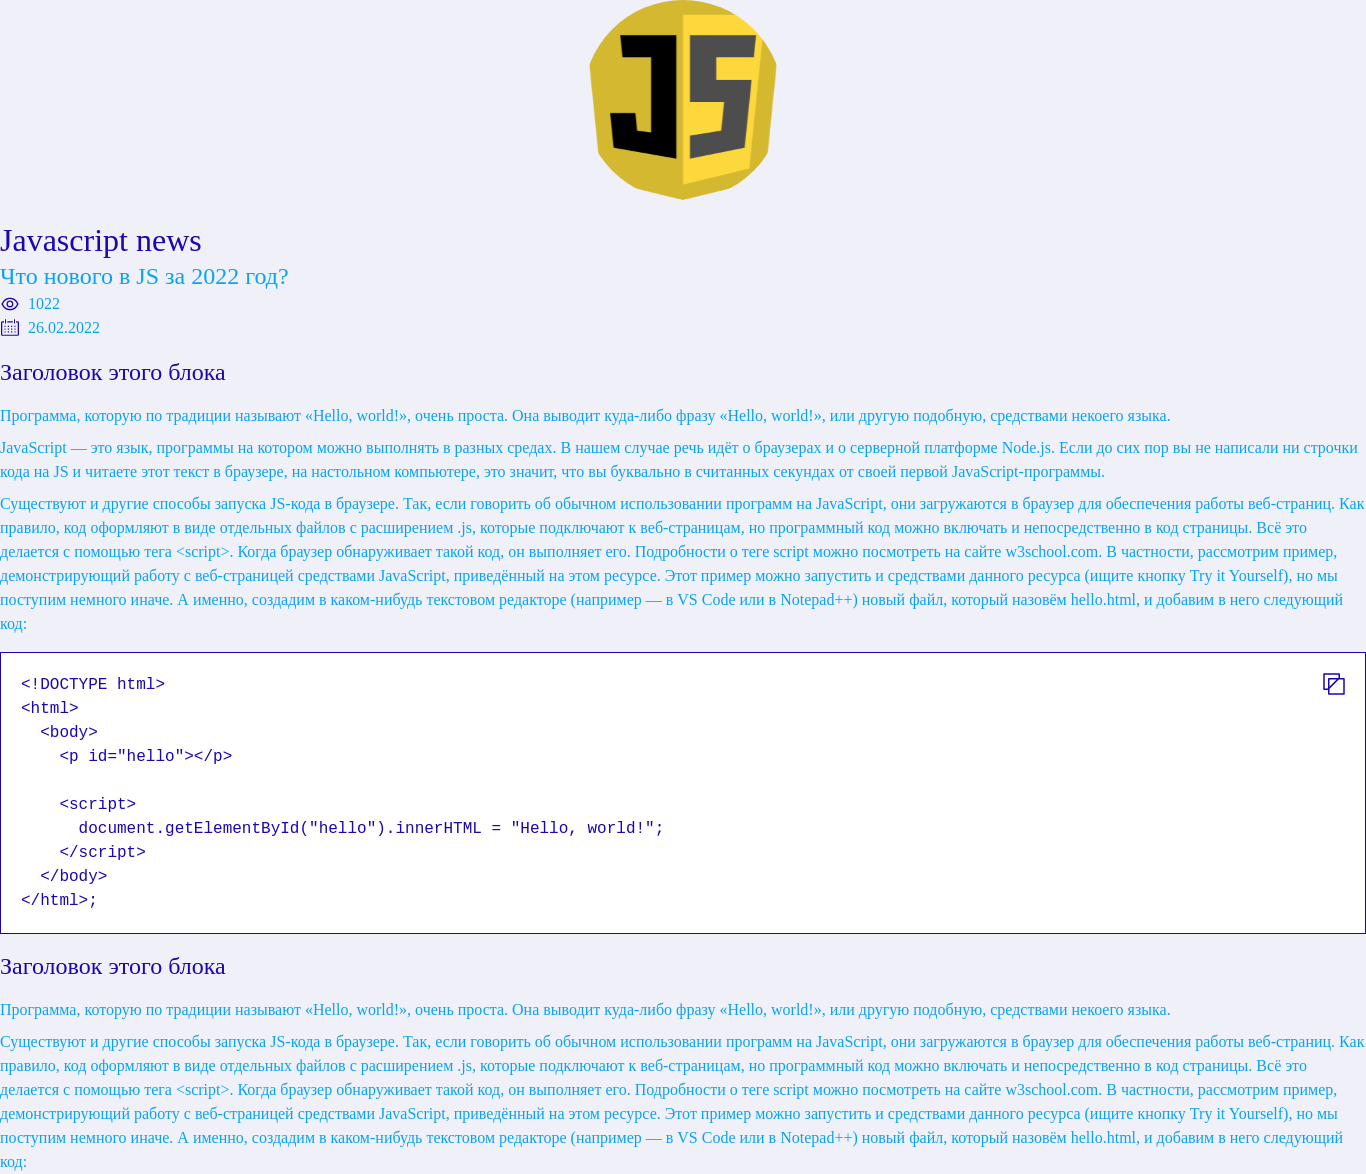 JS
Javascript news
Что нового в JS за 2022 год?
1022
26.02.2022
Заголовок этого блока
Программа, которую по традиции называют «Hello, world!», очень проста. Она выводит куда-либо фразу «Hello, world!», или другую подобную, средствами некоего языка.
JavaScript — это язык, программы на котором можно выполнять в разных средах. В нашем случае речь идёт о браузерах и о серверной платформе Node.js. Если до сих пор вы не написали ни строчки
кода на JS и читаете этот текст в браузере, на настольном компьютере, это значит, что вы буквально в считанных секундах от своей первой JavaScript-программы.
Существуют и другие способы запуска JS-кода в браузере. Так, если говорить об обычном использовании программ на JavaScript, они загружаются в браузер для обеспечения работы веб-страниц. Как
правило, код оформляют в виде отдельных файлов с расширением .js, которые подключают к веб-страницам, но программный код можно включать и непосредственно в код страницы. Всё это
делается с помощью тега <script>. Когда браузер обнаруживает такой код, он выполняет его. Подробности о теге script можно посмотреть на сайте w3school.com. В частности, рассмотрим пример,
демонстрирующий работу с веб-страницей средствами JavaScript, приведённый на этом ресурсе. Этот пример можно запустить и средствами данного ресурса (ищите кнопку Try it Yourself), но мы
поступим немного иначе. А именно, создадим в каком-нибудь текстовом редакторе (например — в VS Code или в Notepad++) новый файл, который назовём hello.html, и добавим в него следующий
код:
<!DOCTYPE html>
<html>
  <body>
    <p id="hello"></p>

    <script>
      document.getElementById("hello").innerHTML = "Hello, world!";
    </script>
  </body>
</html>;
Заголовок этого блока
Программа, которую по традиции называют «Hello, world!», очень проста. Она выводит куда-либо фразу «Hello, world!», или другую подобную, средствами некоего языка.
Существуют и другие способы запуска JS-кода в браузере. Так, если говорить об обычном использовании программ на JavaScript, они загружаются в браузер для обеспечения работы веб-страниц. Как
правило, код оформляют в виде отдельных файлов с расширением .js, которые подключают к веб-страницам, но программный код можно включать и непосредственно в код страницы. Всё это
делается с помощью тега <script>. Когда браузер обнаруживает такой код, он выполняет его. Подробности о теге script можно посмотреть на сайте w3school.com. В частности, рассмотрим пример,
демонстрирующий работу с веб-страницей средствами JavaScript, приведённый на этом ресурсе. Этот пример можно запустить и средствами данного ресурса (ищите кнопку Try it Yourself), но мы
поступим немного иначе. А именно, создадим в каком-нибудь текстовом редакторе (например — в VS Code или в Notepad++) новый файл, который назовём hello.html, и добавим в него следующий
код: